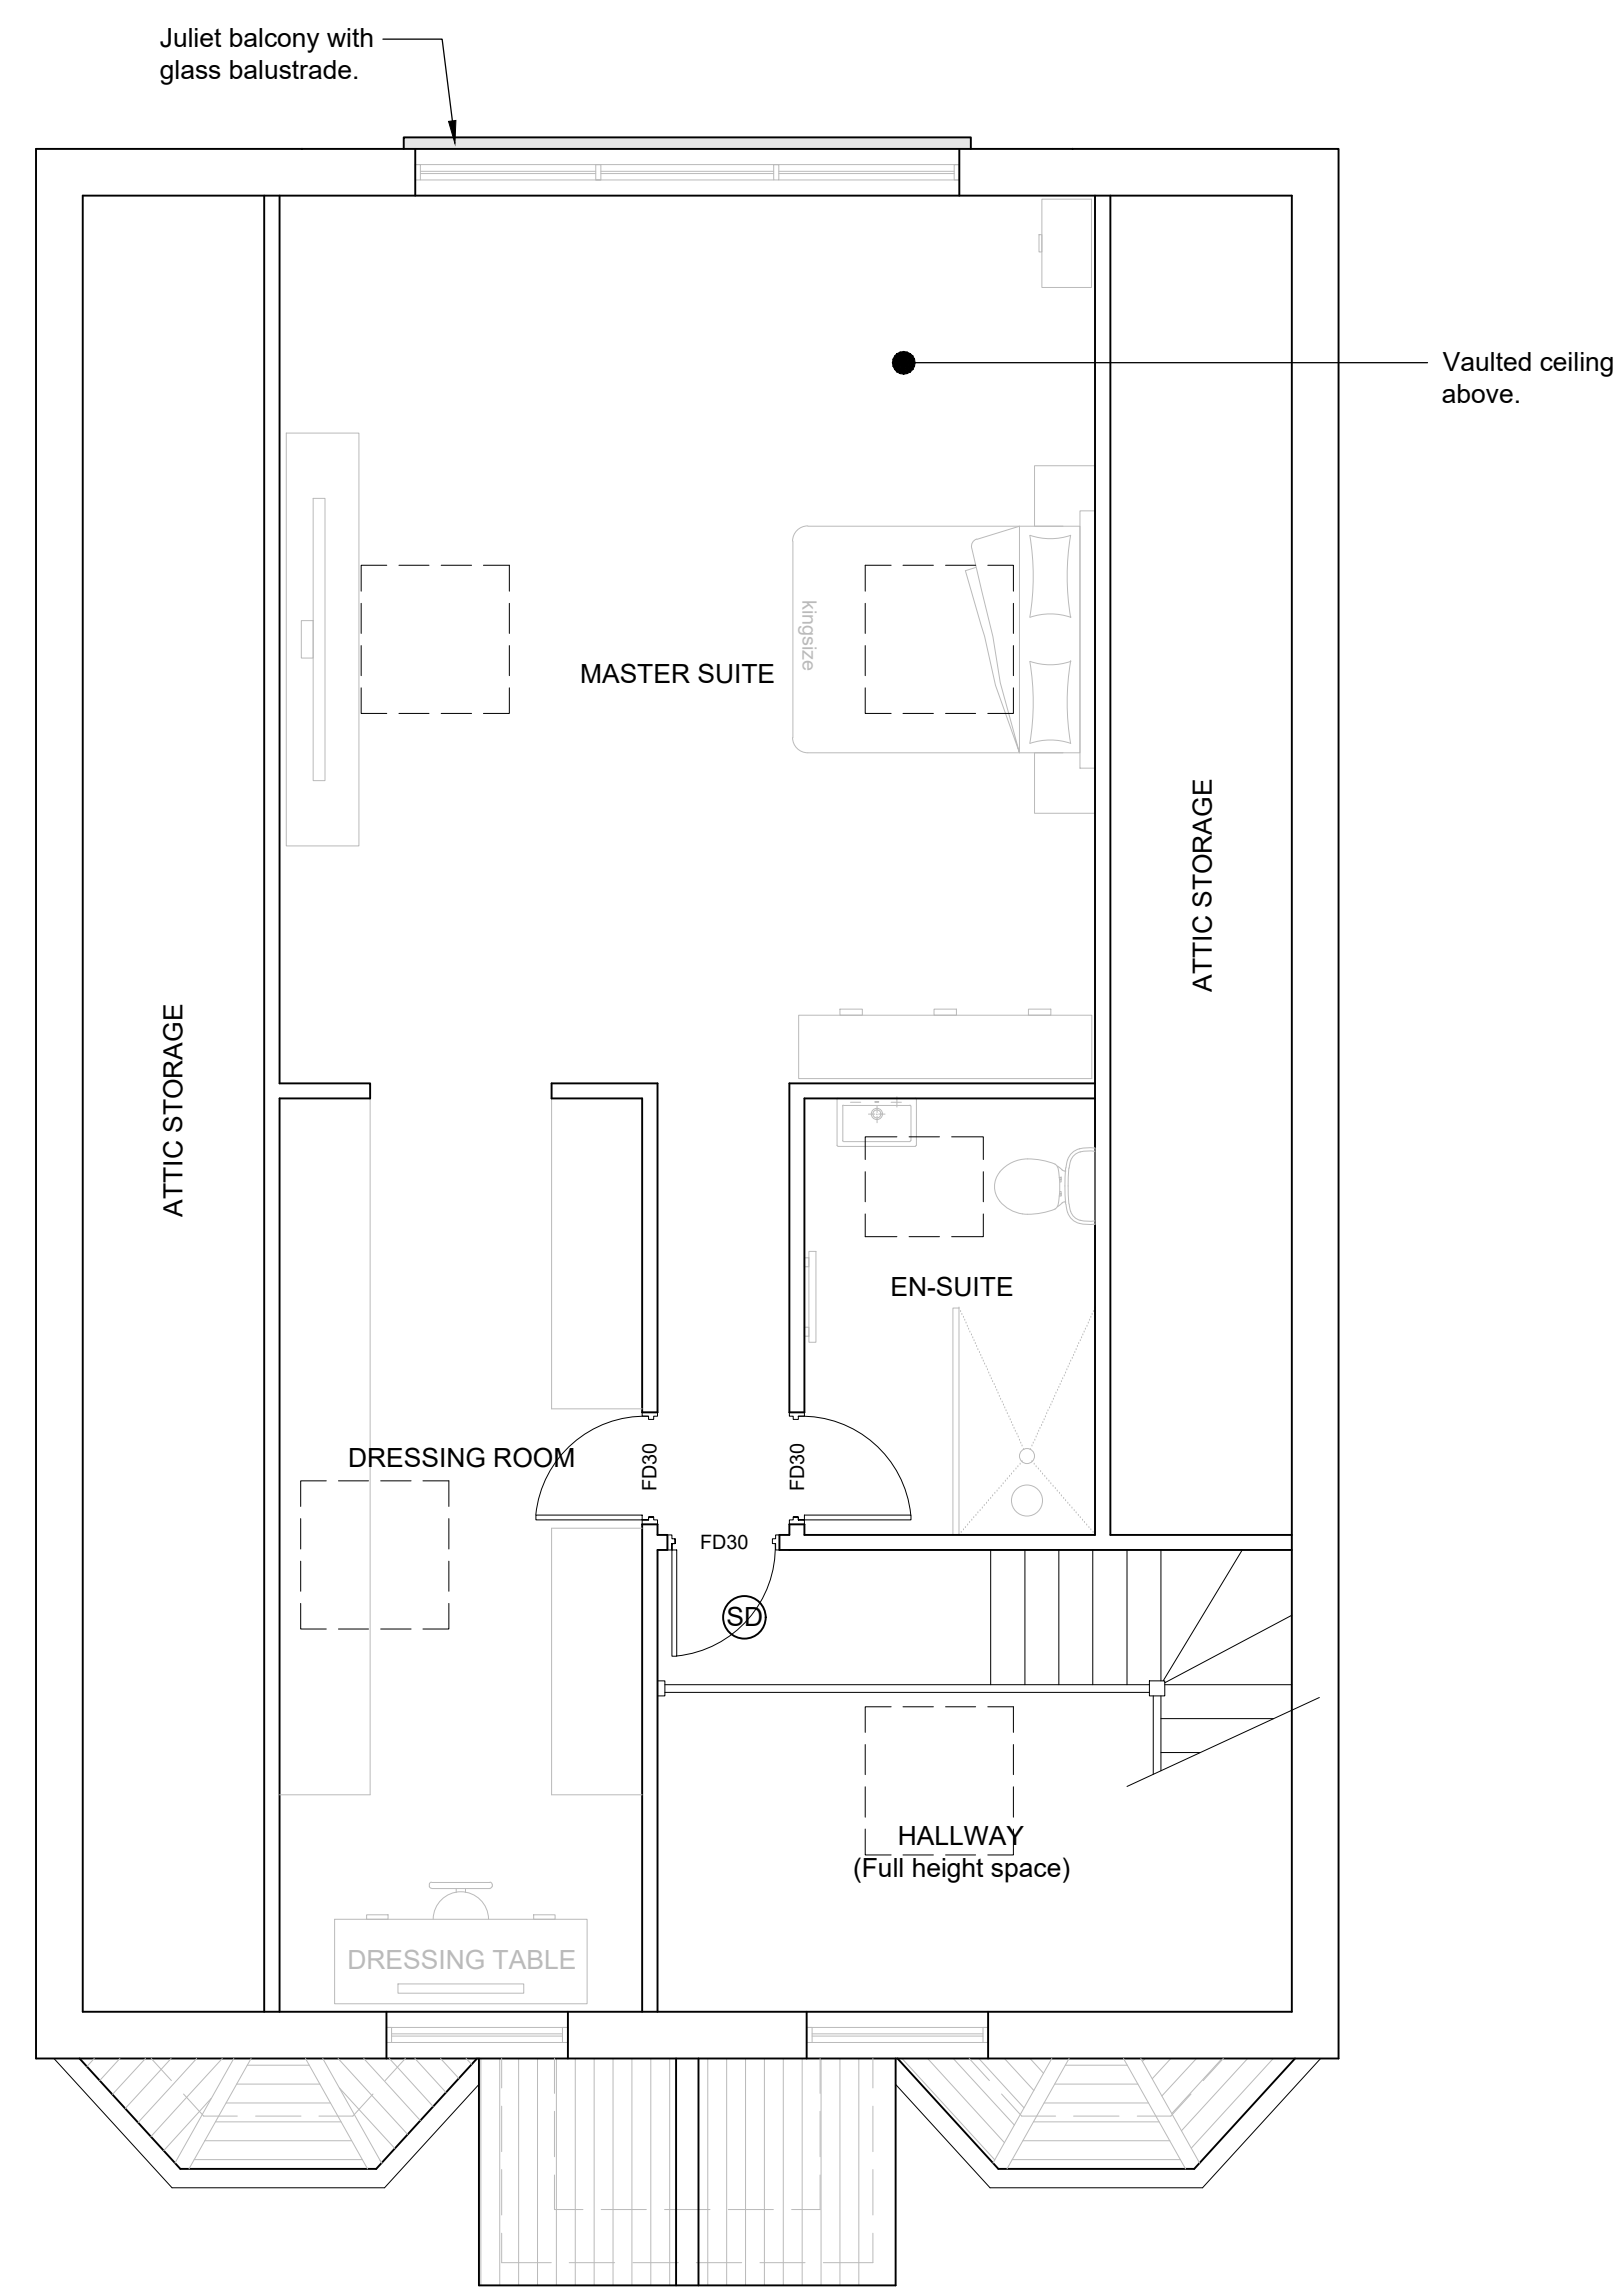 Juliet balcony with
glass balustrade.
Vaulted ceiling
above.
kingsize
MASTER SUITE
ATTIC STORAGE
ATTIC STORAGE
EN-SUITE
DRESSING ROOM
FD30
FD30
FD30
SD
HALLWAY
(Full height space)
DRESSING TABLE